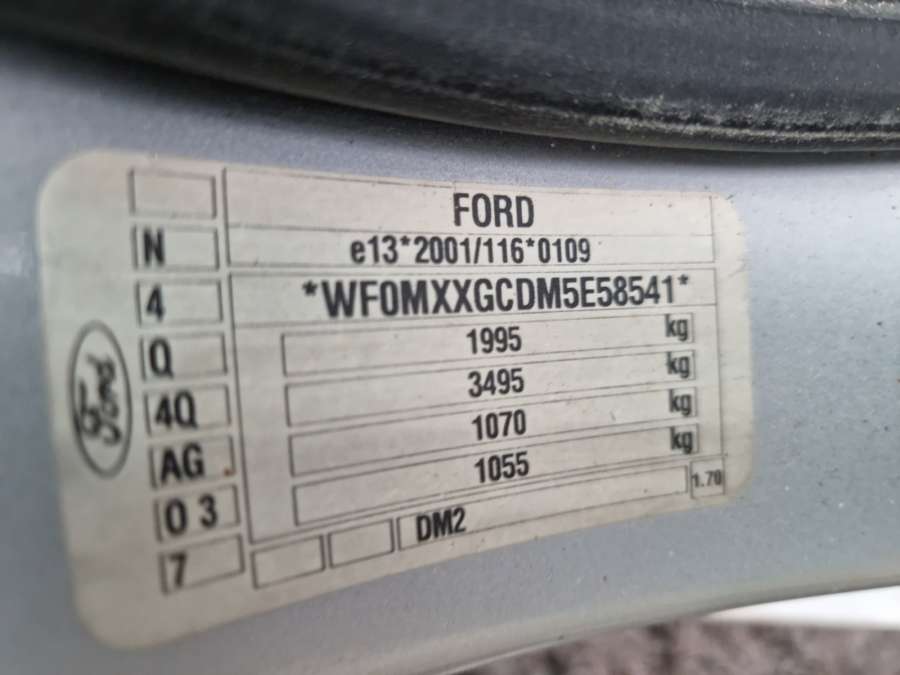 FORD
N
e13*2001/116*0109
4
*WF0MXXGCDM5E58541*
Q
1995 kg
4Q
3495 kg
AG
1070 kg
0 3
1055 kg
7
DM2
1.70